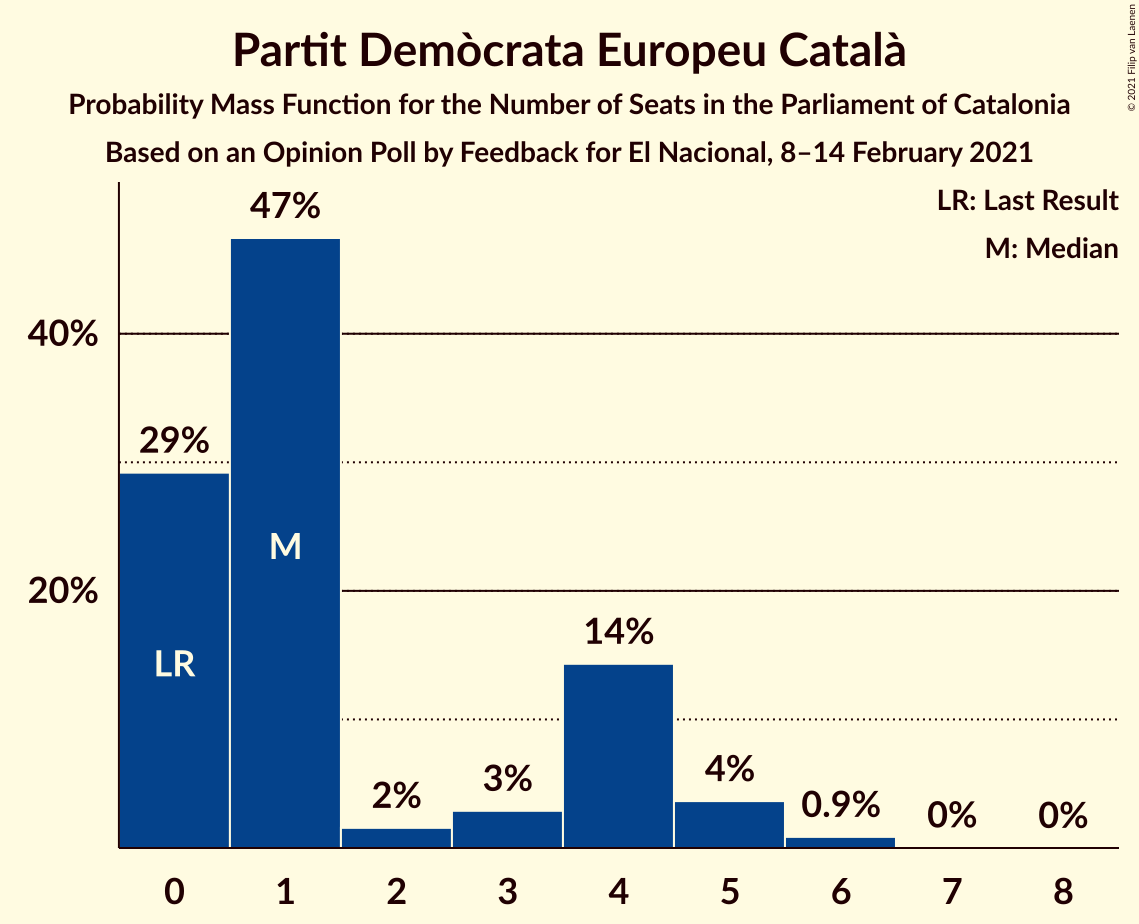 Partit Demòcrata Europeu Català
Probability Mass Function for the Number of Seats in the Parliament of Catalonia
Based on an Opinion Poll by Feedback for El Nacional, 8–14 February 2021
© 2021 Filip van Laenen
LR: Last Result
M: Median
47%
40%
29%
M
20%
14%
LR
4%
3%
2%
0.9%
0%
0%
0 1 2 3 4 5 6 7 8